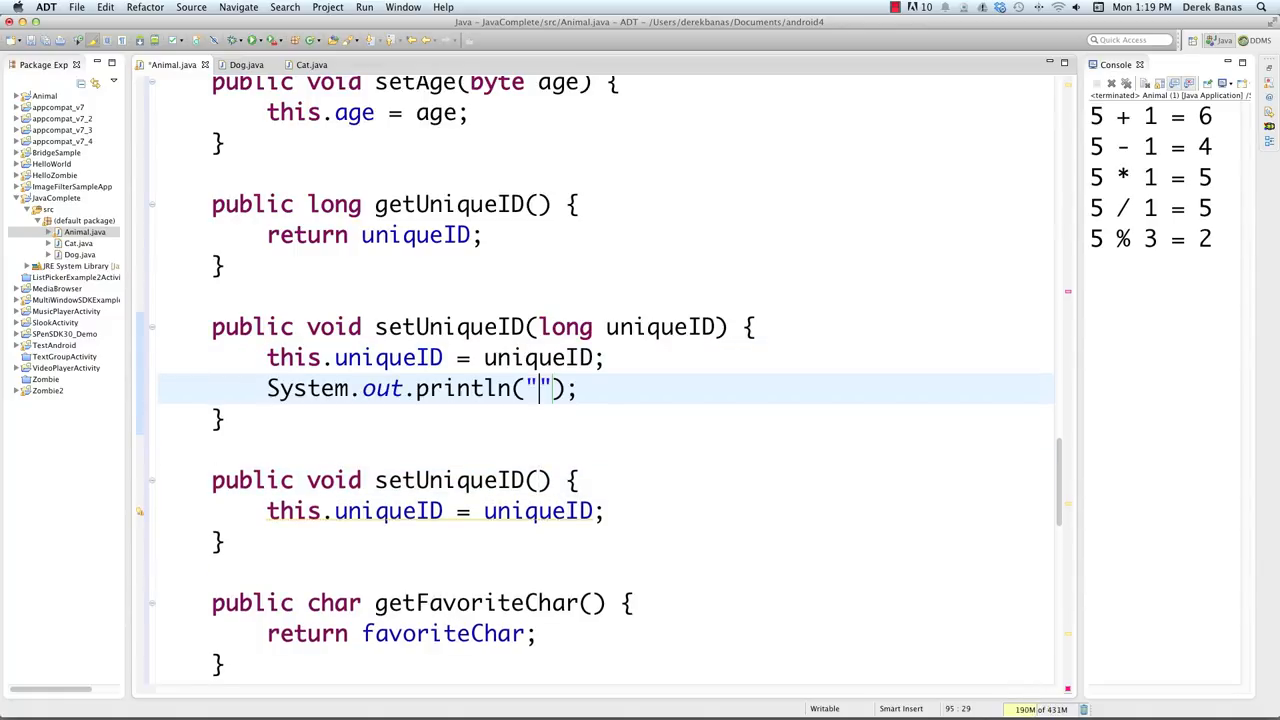 ADT File Edit Refactor Source Navigate Search Project Run Window Help
10 Mon 1:19 PM Derek Banas
Java - JavaComplete/src/Animal.java - ADT - /Users/derekbanas/Documents/android4
Quick Access Java DDMS
Package Exp
*Animal.java Dog.java Cat.java
Console
<terminated> Animal (1) [Java Application] /S
Animal
appcompat_v7
appcompat_v7_2
appcompat_v7_3
appcompat_v7_4
BridgeSample
HelloWorld
HelloZombie
ImageFilterSampleApp
JavaComplete
src
(default package)
Animal.java
Cat.java
Dog.java
JRE System Library [Ja
ListPickerExample2Activi
MediaBrowser
MultiWindowSDKExample
MusicPlayerActivity
SlookActivity
SPenSDK30_Demo
TestAndroid
TextGroupActivity
VideoPlayerActivity
Zombie
Zombie2
public void setAge(byte age) {
this.age = age;
}
public long getUniqueID() {
return uniqueID;
}
public void setUniqueID(long uniqueID) {
this.uniqueID = uniqueID;
System.out.println("");
}
public void setUniqueID() {
this.uniqueID = uniqueID;
}
public char getFavoriteChar() {
return favoriteChar;
}
5 + 1 = 6
5 - 1 = 4
5 * 1 = 5
5 / 1 = 5
5 % 3 = 2
Writable Smart Insert 95 : 29 190M of 431M